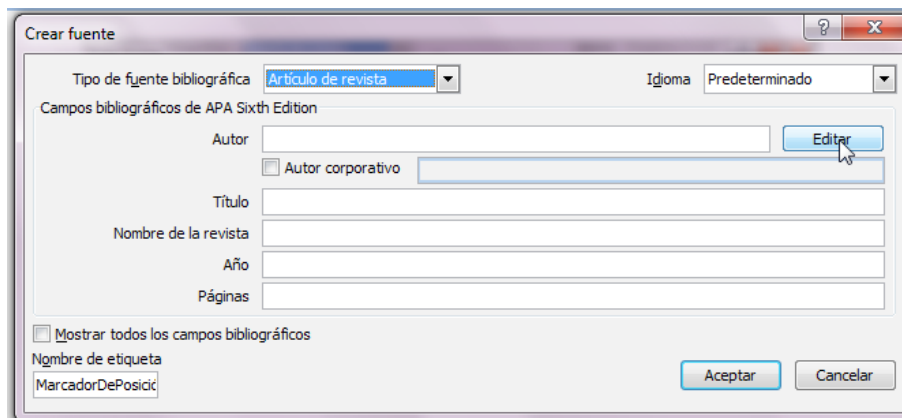 Crear fuente
Tipo de fuente bibliográfica Artículo de revista Idioma Predeterminado
Campos bibliográficos de APA Sixth Edition
Autor Editar
Autor corporativo
Título
Nombre de la revista
Año
Páginas
Mostrar todos los campos bibliográficos
Nombre de etiqueta
MarcadorDePosicic Aceptar Cancelar